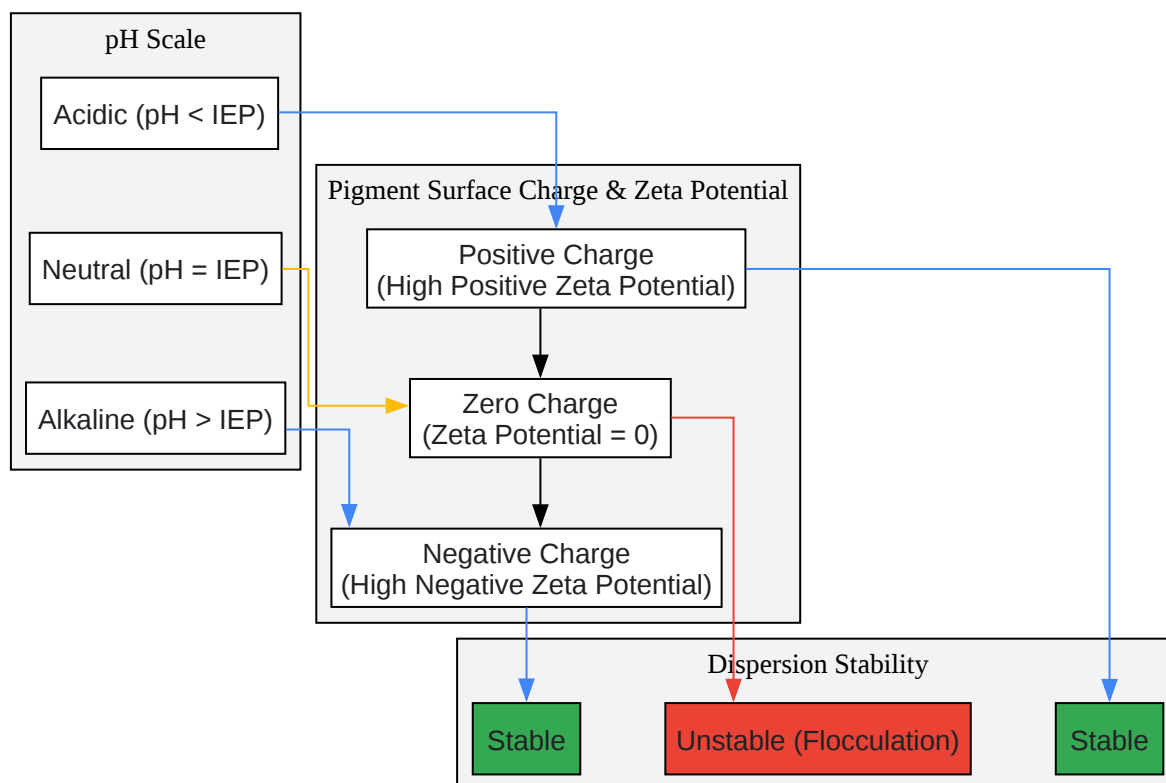 pH Scale
Acidic (pH < IEP)
Neutral (pH = IEP)
Alkaline (pH > IEP)
Pigment Surface Charge & Zeta Potential
Positive Charge
(High Positive Zeta Potential)
Zero Charge
(Zeta Potential = 0)
Negative Charge
(High Negative Zeta Potential)
Dispersion Stability
Stable
Unstable (Flocculation)
Stable